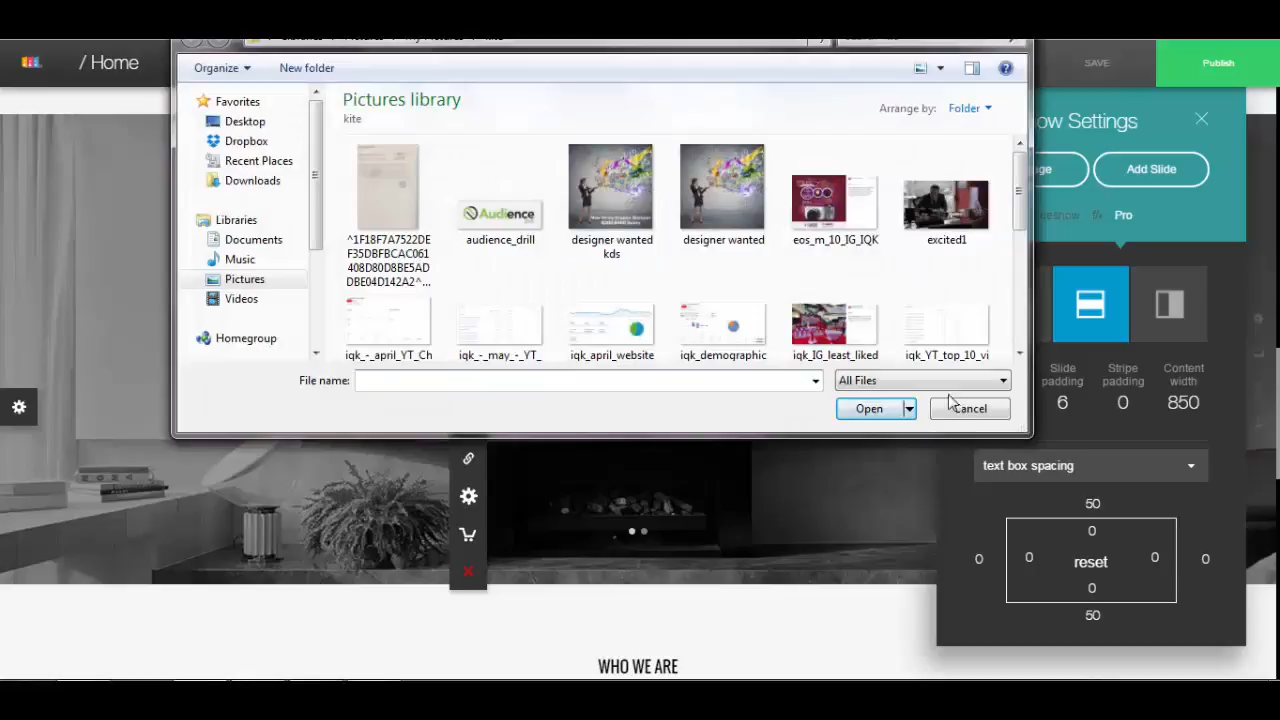 / Home
SAVE
Publish
Organize
New folder
Favorites
Desktop
Dropbox
Recent Places
Downloads
Libraries
Documents
Music
Pictures
Videos
Homegroup
Pictures library
kite
Arrange by:
Folder
^1F18F7A7522DE
F35DBFBCAC061
408D80D8BE5AD
DBE04D142A2^...
audience_drill
designer wanted
kds
designer wanted
eos_m_10_IG_IQK
excited1
iqk_-_april_YT_Ch
iqk_-_may_-_YT_
iqk_april_website
iqk_demographic
iqk_IG_least_liked
iqk_YT_top_10_vi
File name:
All Files
Open
Cancel
ow Settings
Add Slide
Pro
Slide
padding
6
Stripe
padding
0
Content
width
850
text box spacing
50
0
0
0
reset
0
0
0
50
WHO WE ARE